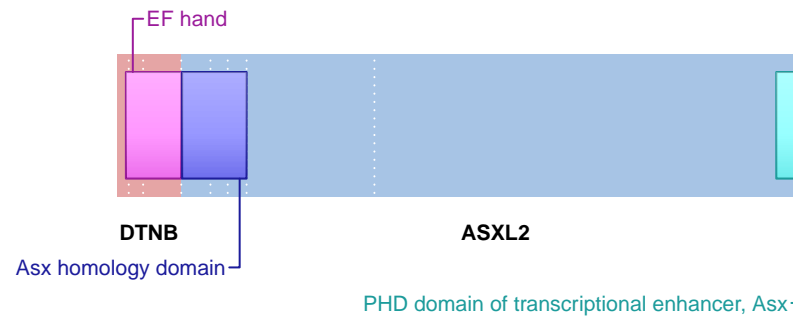 EF hand
DTNB
ASXL2
Asx homology domain
PHD domain of transcriptional enhancer, Asx